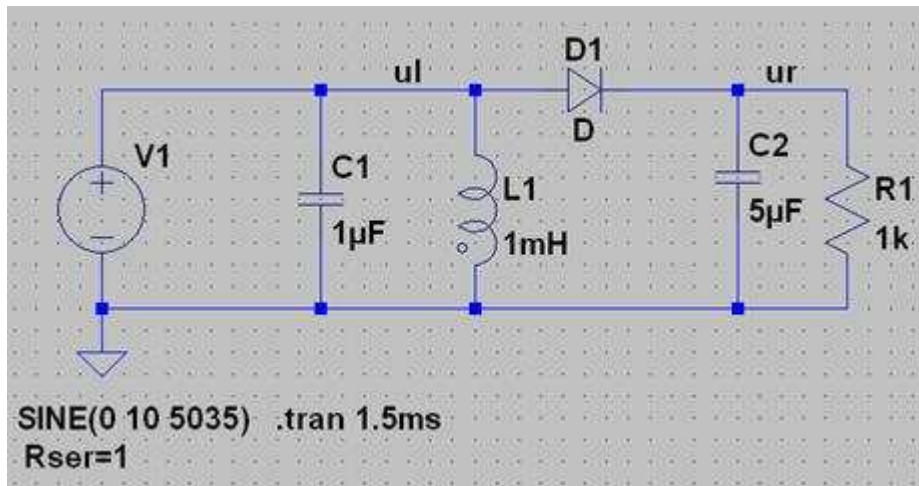 D1
ul
ur
D
V1
C1
C2
L1
R1
1µF
1mH
5µF
1k
SINE(0 10 5035) .tran 1.5ms
Rser=1